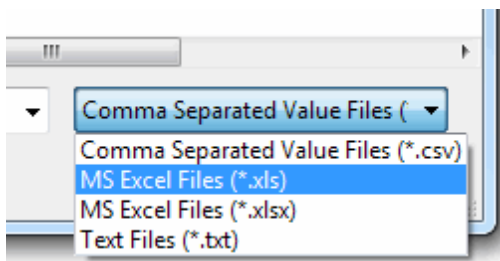 Comma Separated Value Files (
Comma Separated Value Files (*.csv)
MS Excel Files (*.xls)
MS Excel Files (*.xlsx)
Text Files (*.txt)